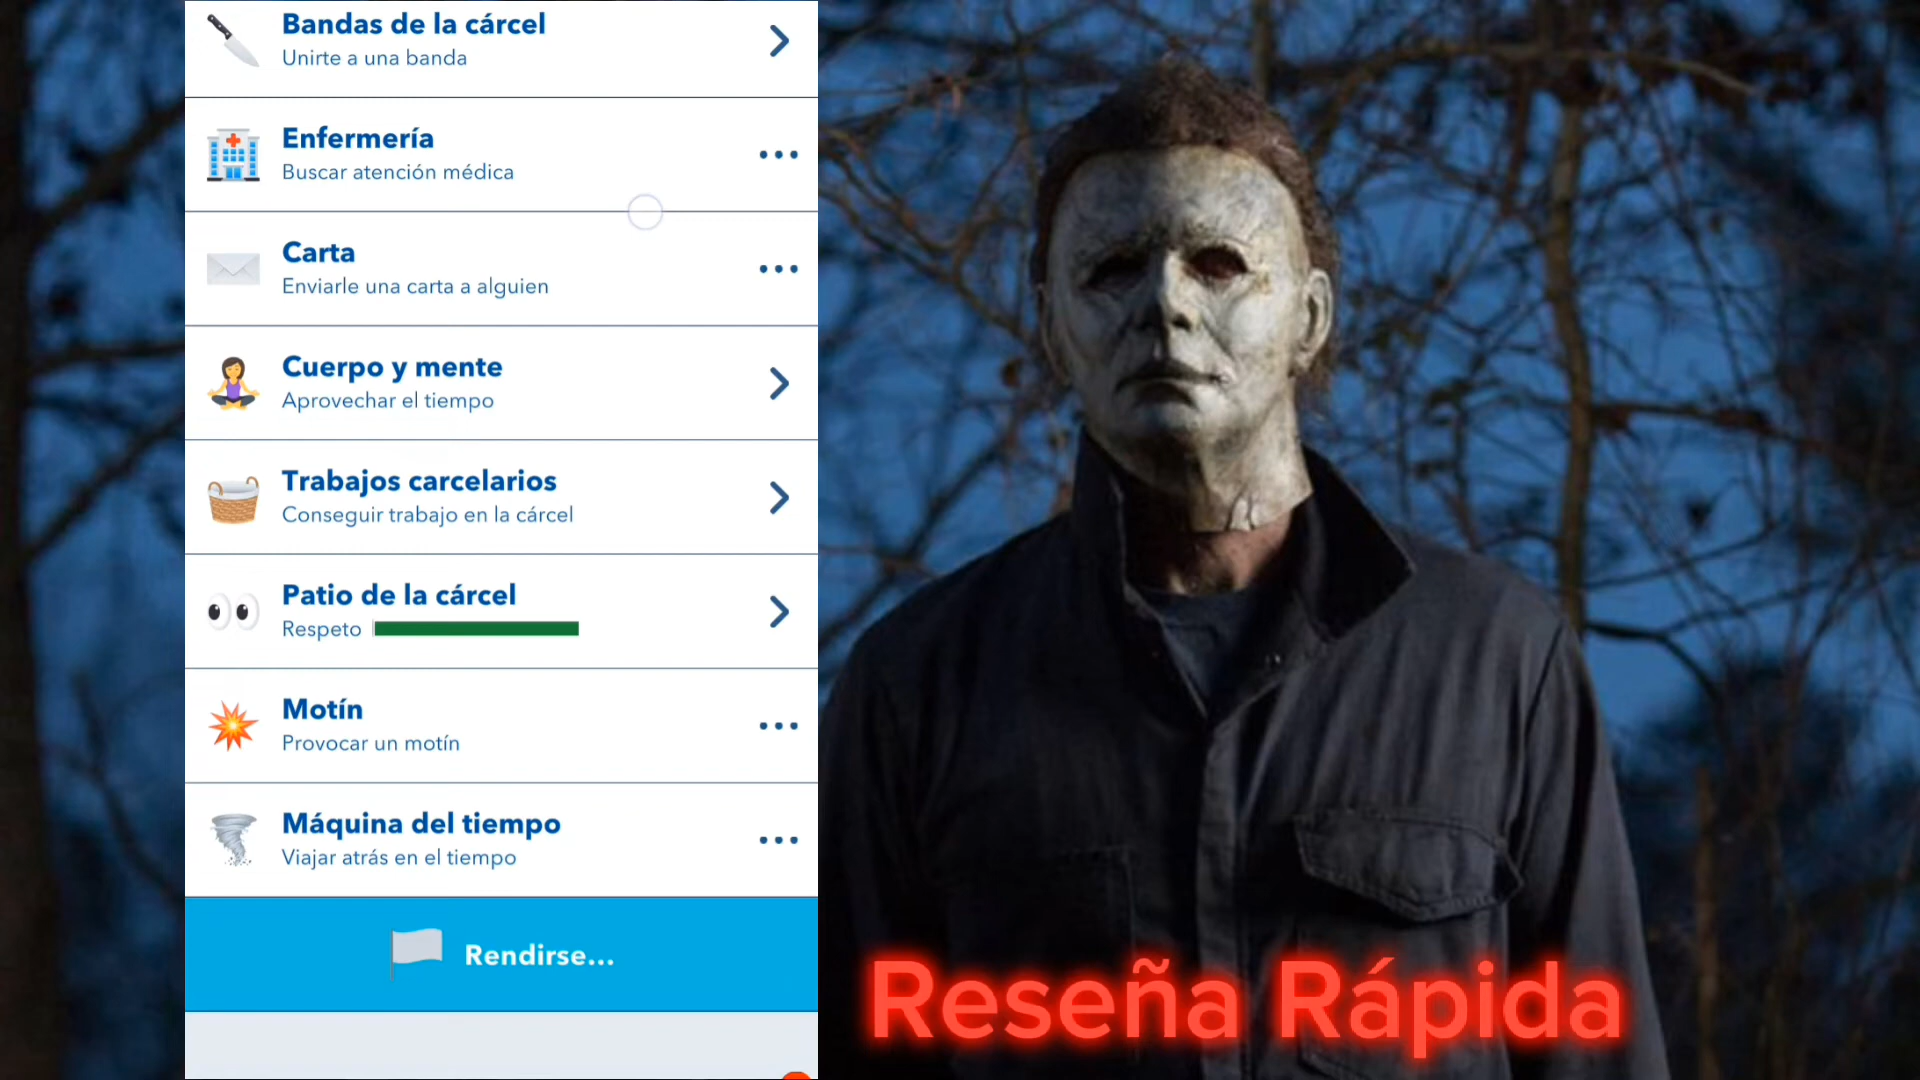 Bandas de la cárcel
Unirte a una banda
Enfermería
Buscar atención médica
Carta
Enviarle una carta a alguien
Cuerpo y mente
Aprovechar el tiempo
Trabajos carcelarios
Conseguir trabajo en la cárcel
Patio de la cárcel
Respeto
Motín
Provocar un motín
Máquina del tiempo
Viajar atrás en el tiempo
Rendirse...
Reseña Rápida